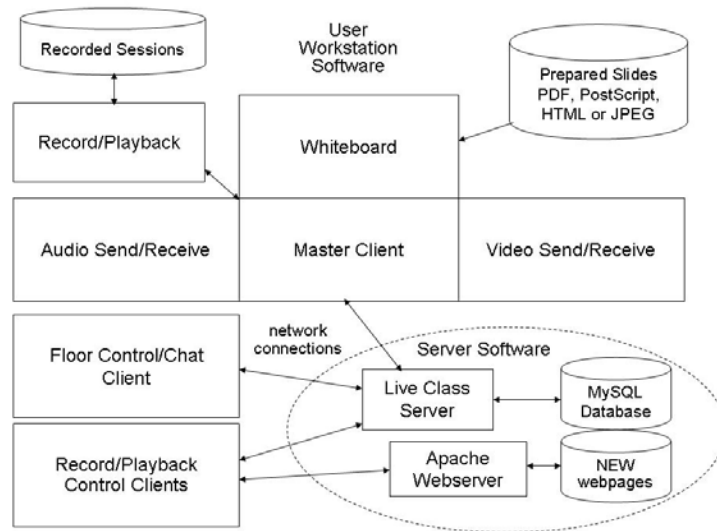 Recorded Sessions
User
Workstation
Software
Prepared Slides
PDF, PostScript,
HTML or JPEG
Record/Playback
Whiteboard
Audio Send/Receive
Master Client
Video Send/Receive
network
connections
Floor Control/Chat
Client
Server Software
Live Class
Server
MySQL
Database
Record/Playback
Control Clients
Apache
Webserver
NEW
webpages